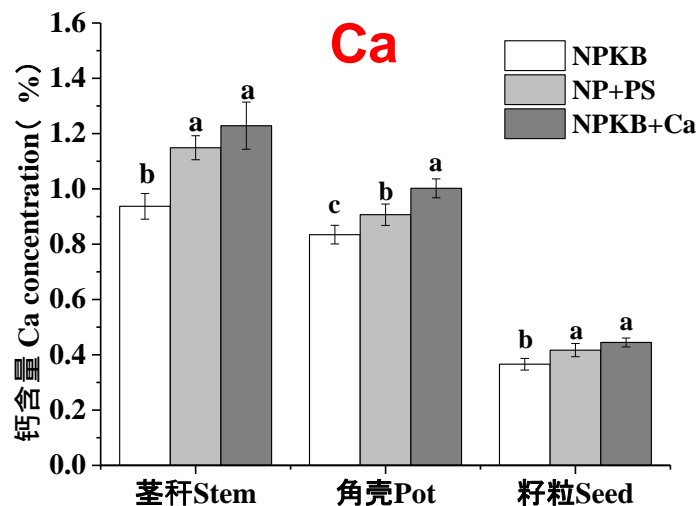 Ca
NPKB
NP+PS
NPKB+Ca
钙含量 Ca concentration( %)
1.6
1.4
1.2
1.0
0.8
0.6
0.4
0.2
0.0
b
a
a
c
b
a
b
a
a
茎秆Stem
角壳Pot
籽粒Seed